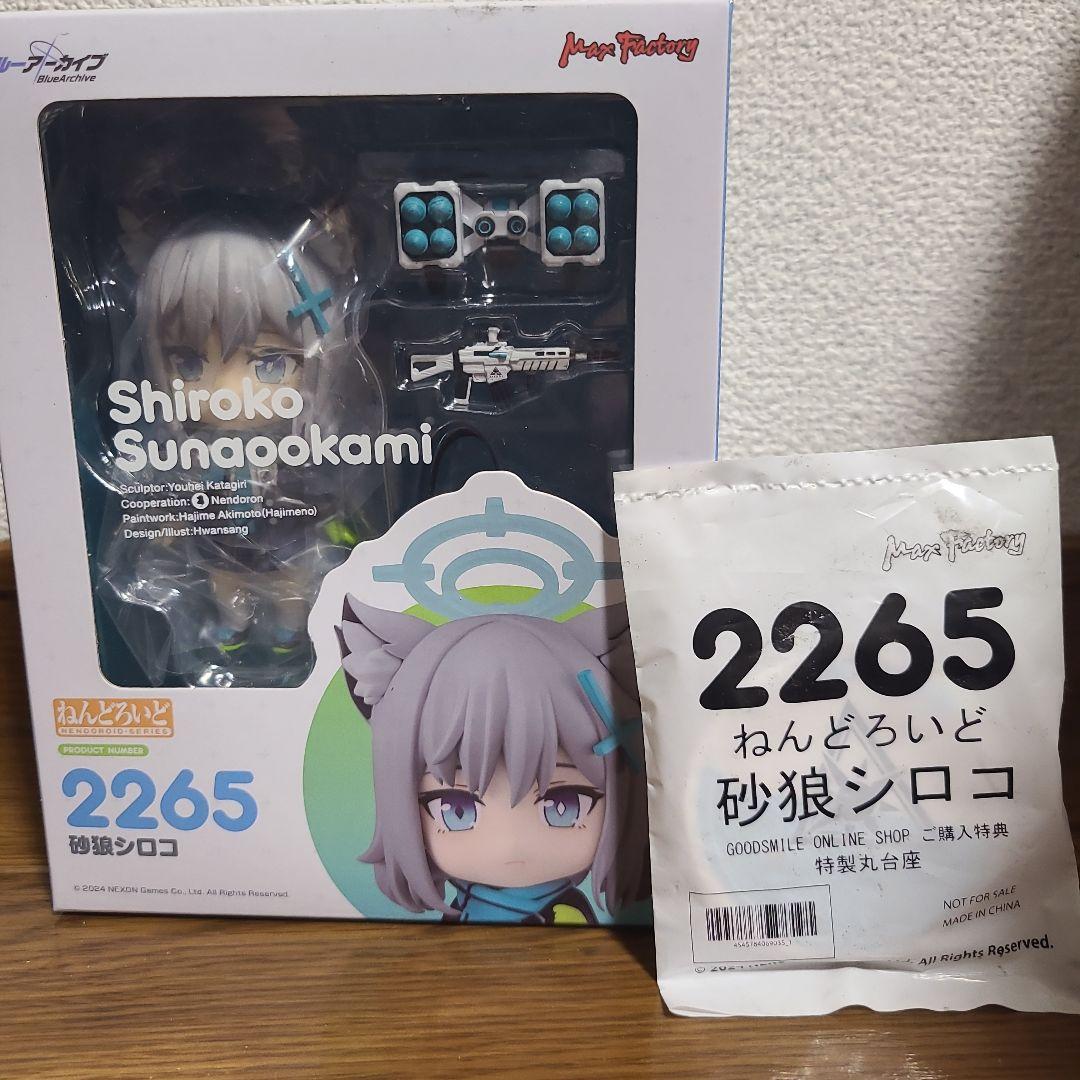 ルーアーカイブ
BlueArchive
Max Factory
Shiroko
Sunaookami
Sculptor:Youhei Katagiri
Cooperation: Nendoron
Paintwork:Hajime Akimoto(Hajimeno)
Design/Illust:Hwansang
ねんどろいど
NENDOROID-SERIES
PRODUCT NUMBER
2265
砂狼シロコ
© 2024 NEXON Games Co., Ltd. All Rights Reserved.
Max Factory
2265
ねんどろいど
砂狼シロコ
GOODSMILE ONLINE SHOP ご購入特典
特製丸台座
NOT FOR SALE
MADE IN CHINA
4545784069035_1
All Rights Reserved.